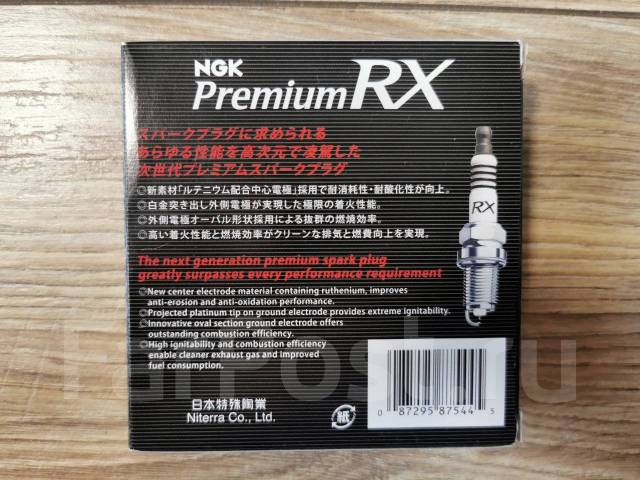 NGK
Premium RX
スパークプラグに求められる
あらゆる性能を高次元で凌駕した
次世代プレミアムスパークプラグ
◎新素材「ルテニウム配合中心電極」採用で耐消耗性・耐酸化性が向上。
◎白金突き出し外側電極が実現した極限の着火性能。
◎外側電極オーバル形状採用による抜群の燃焼効率。
◎高い着火性能と燃焼効率がクリーンな排気と燃費向上を実現。
The next generation premium spark plug
greatly surpasses every performance requirement
◎New center electrode material containing ruthenium, improves
anti-erosion and anti-oxidation performance.
◎Projected platinum tip on ground electrode provides extreme ignitability.
◎Innovative oval section ground electrode offers
outstanding combustion efficiency.
◎High ignitability and combustion efficiency
enable cleaner exhaust gas and improved
fuel consumption.
RX
日本特殊陶業
Niterra Co., Ltd.
紙
0 87295 87544 5
FarPost.ru